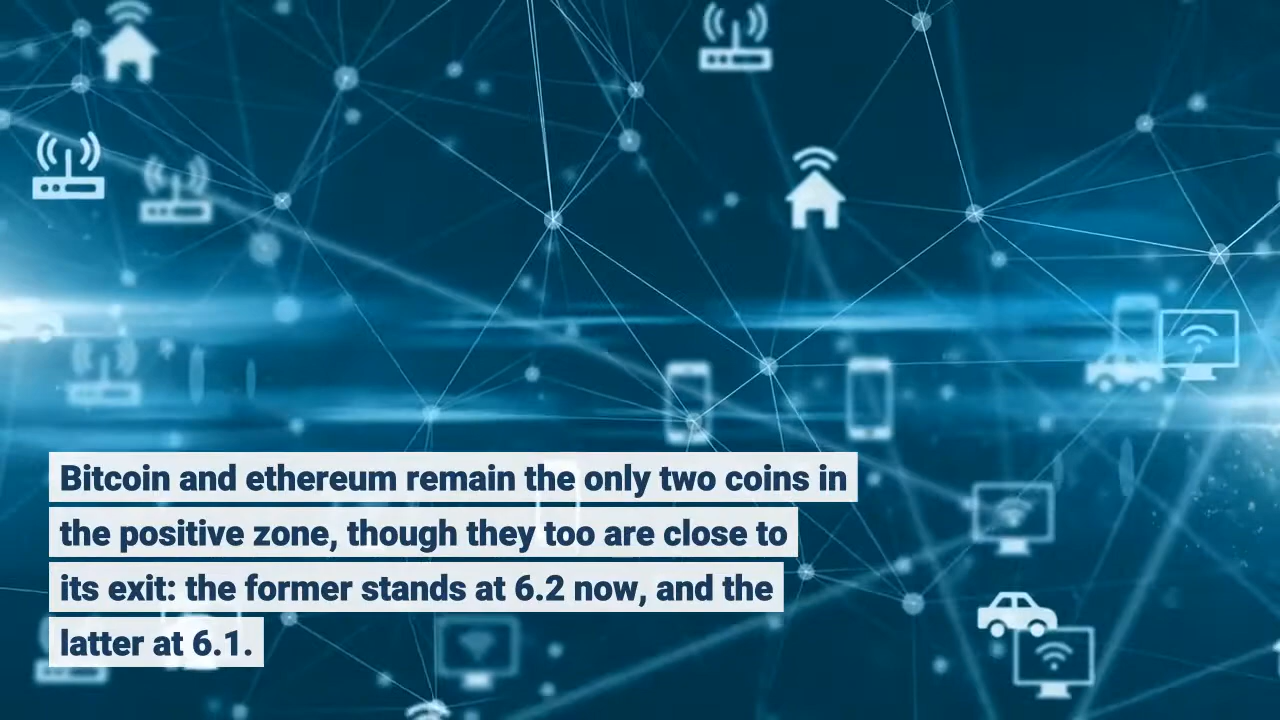 Bitcoin and ethereum remain the only two coins in
the positive zone, though they too are close to
its exit: the former stands at 6.2 now, and the
latter at 6.1.